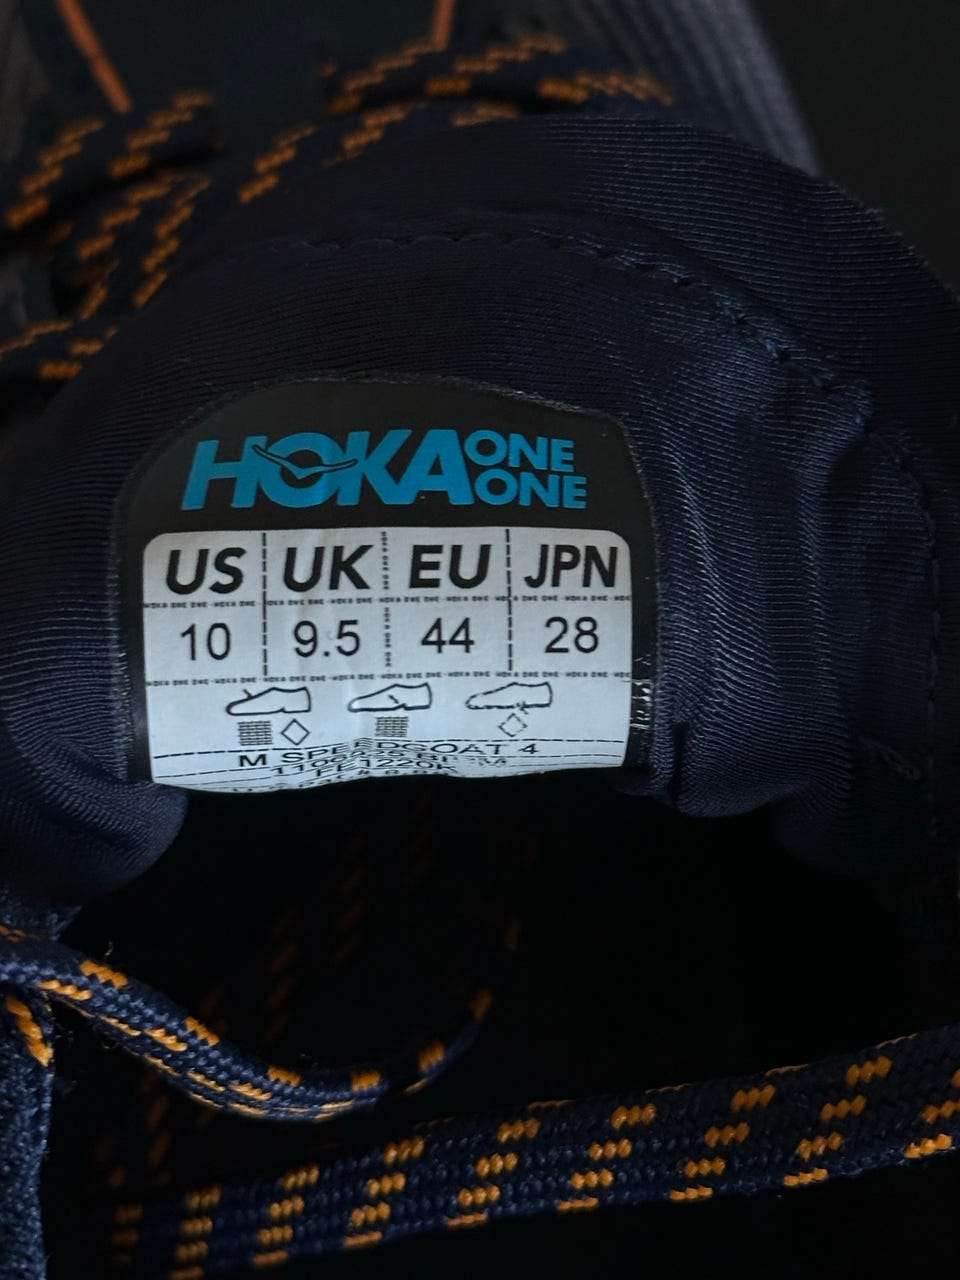 HOKA ONE ONE
US UK EU JPN
10 9.5 44 28
M SPEEDGOAT 4